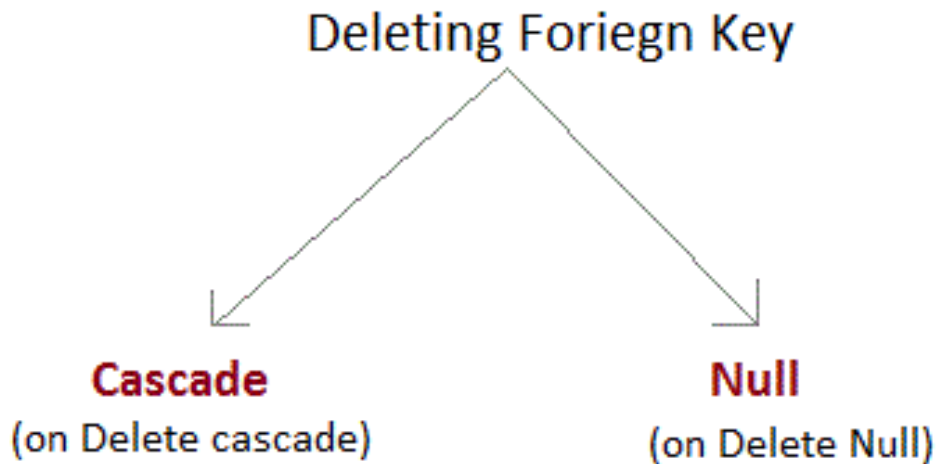 Deleting Foriegn Key
Cascade
Null
(on Delete cascade)
(on Delete Null)